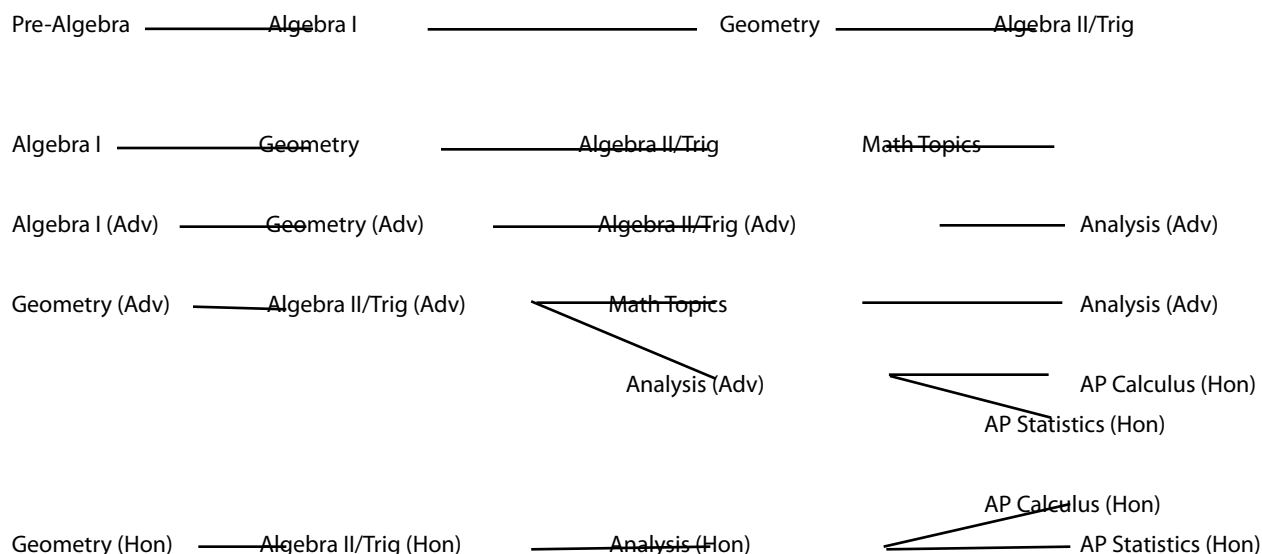 Pre-Algebra Algebra I Geometry Algebra II/Trig
Algebra I Geometry Algebra II/Trig Math Topics
Algebra I (Adv) Geometry (Adv) Algebra II/Trig (Adv) Analysis (Adv)
Geometry (Adv) Algebra II/Trig (Adv) Math Topics Analysis (Adv)
Analysis (Adv) AP Calculus (Hon)
AP Statistics (Hon)
AP Calculus (Hon)
Geometry (Hon) Algebra II/Trig (Hon) Analysis (Hon) AP Statistics (Hon)